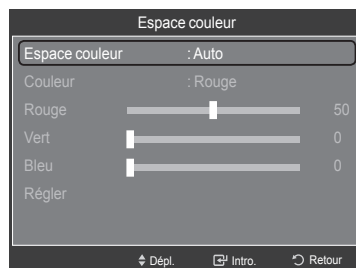 Espace couleur
Espace couleur : Auto
Couleur : Rouge
Rouge 50
Vert 0
Bleu 0
Régler
Dépl. Intro. Retour